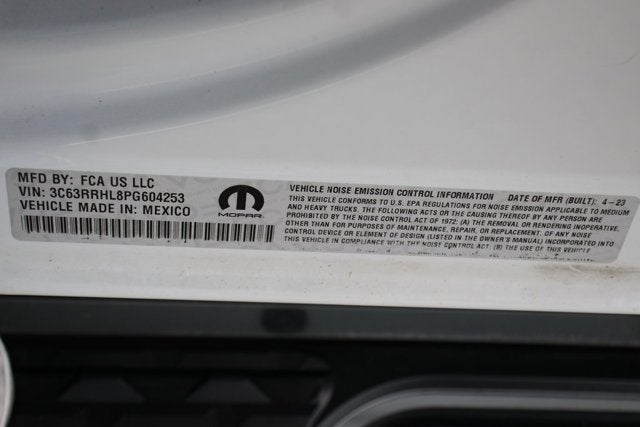 MFD BY: FCA US LLC
VIN: 3C63RRHL8PG604253
VEHICLE MADE IN: MEXICO
MOPAR
VEHICLE NOISE EMISSION CONTROL INFORMATION DATE OF MFR (BUILT): 4-23
THIS VEHICLE CONFORMS TO U.S. EPA REGULATIONS FOR NOISE EMISSION APPLICABLE TO MEDIUM
AND HEAVY TRUCKS. THE FOLLOWING ACTS OR THE CAUSING THEREOF BY ANY PERSON ARE
PROHIBITED BY THE NOISE CONTROL ACT OF 1972: (A) THE REMOVAL OR RENDERING INOPERATIVE,
OTHER THAN FOR PURPOSES OF MAINTENANCE, REPAIR, OR REPLACEMENT, OF ANY NOISE
CONTROL DEVICE OR ELEMENT OF DESIGN (LISTED IN THE OWNER'S MANUAL) INCORPORATED INTO
THIS VEHICLE IN COMPLIANCE WITH THE NOISE CONTROL ACT: (B) THE USE OF THIS VEHICLE